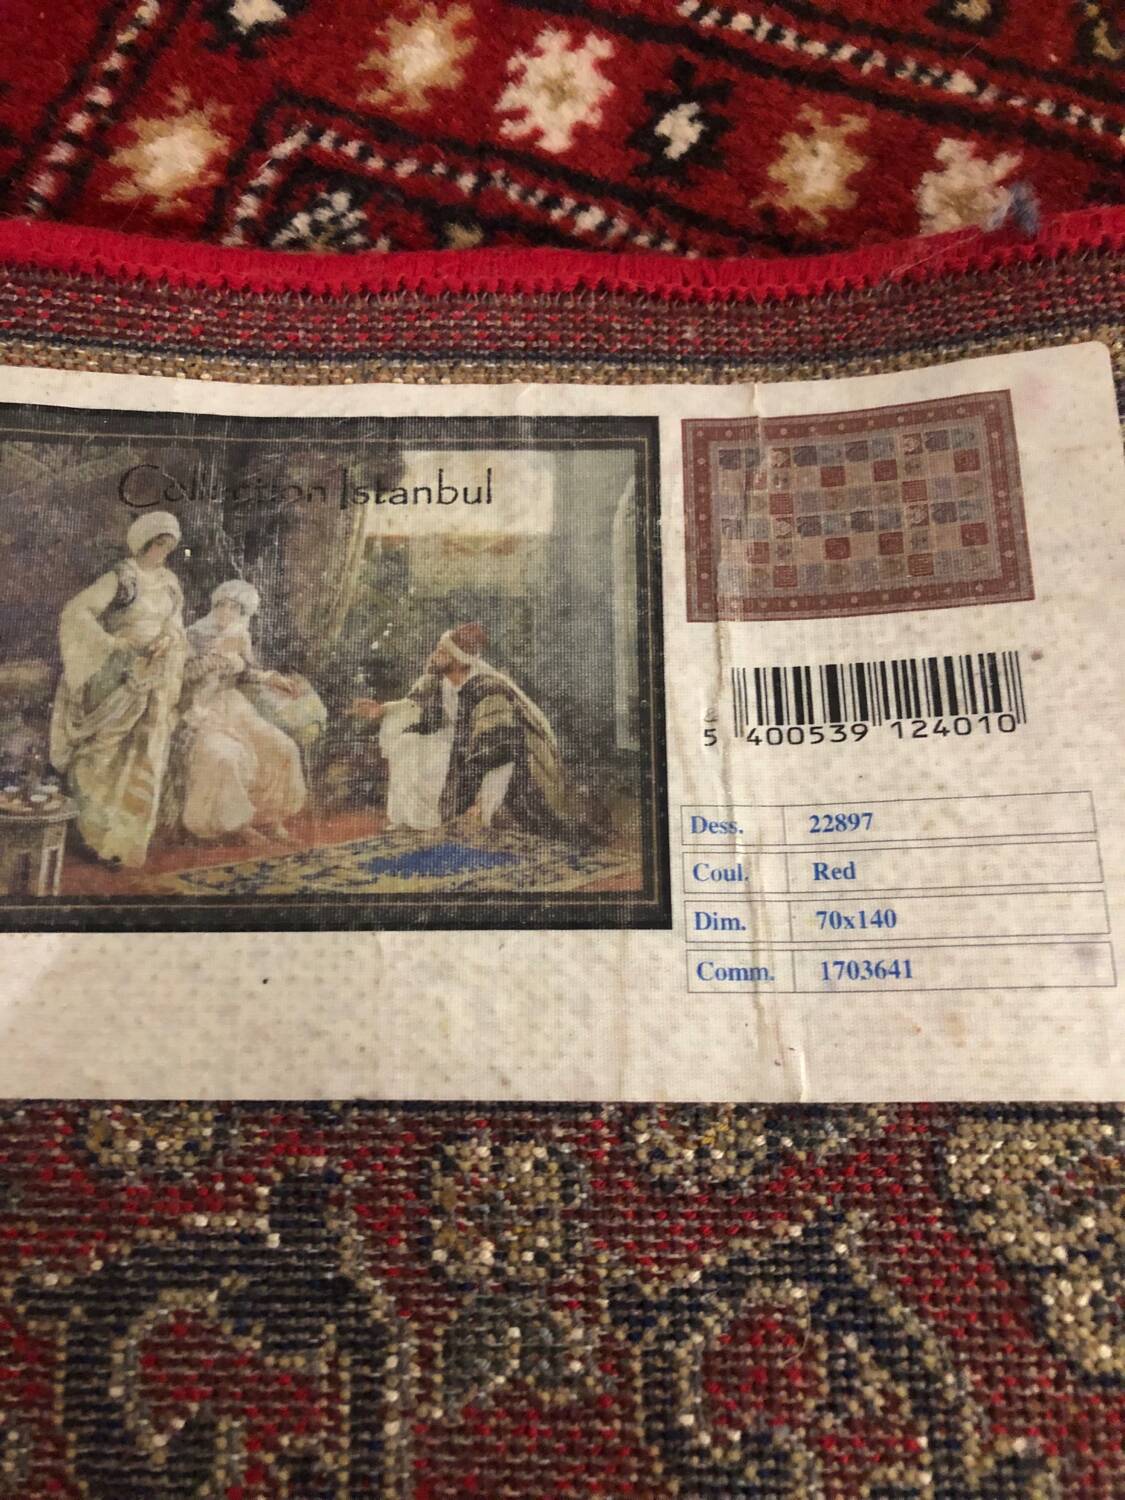 Collection Istanbul
5 400539 124010
Dess. 22897
Coul. Red
Dim. 70x140
Comm. 1703641